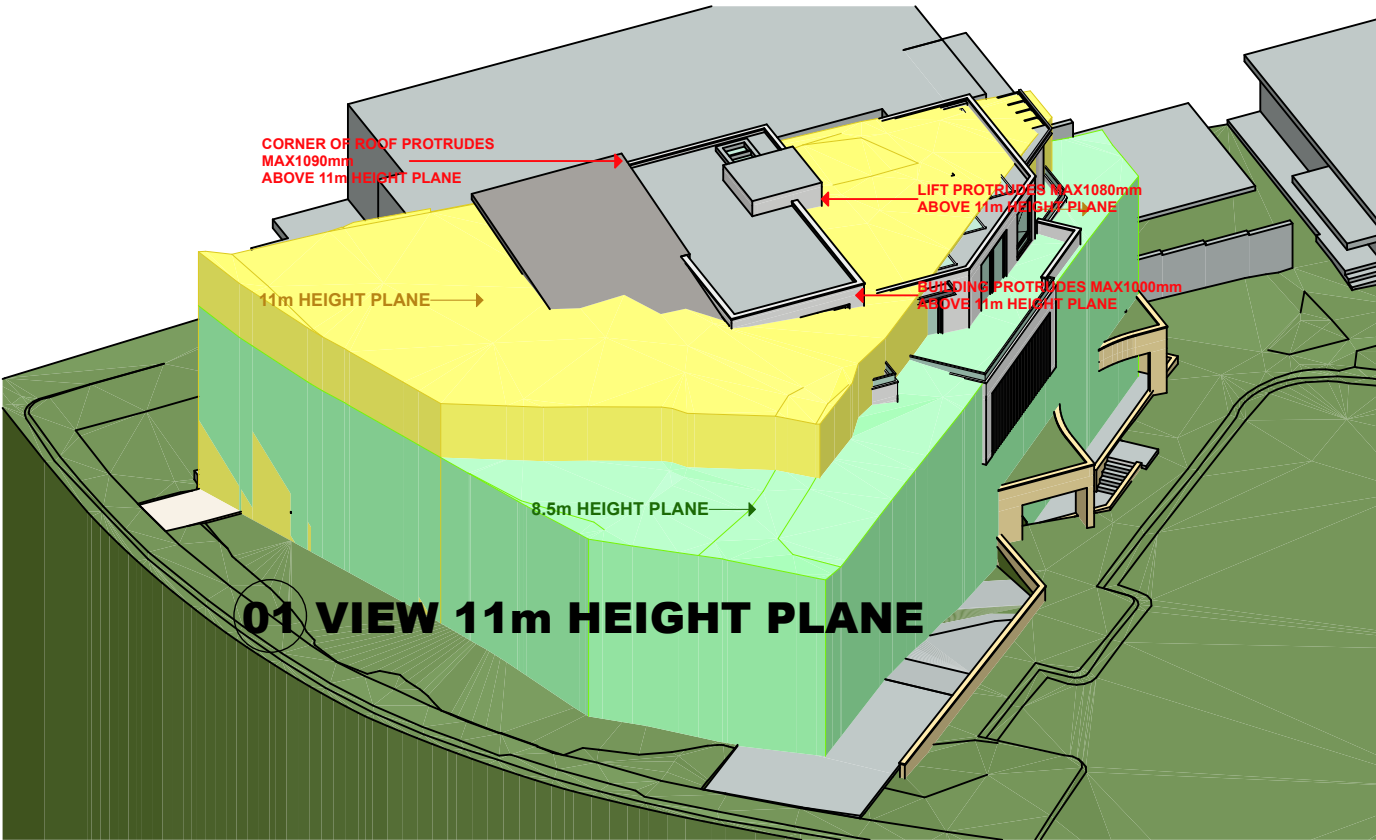 CORNER OF ROOF PROTRUDES
MAX1090mm
ABOVE 11m HEIGHT PLANE
LIFT PROTRUDES MAX1080mm
ABOVE 11m HEIGHT PLANE
11m HEIGHT PLANE
BUILDING PROTRUDES MAX1000mm
ABOVE 11m HEIGHT PLANE
8.5m HEIGHT PLANE
01 VIEW 11m HEIGHT PLANE